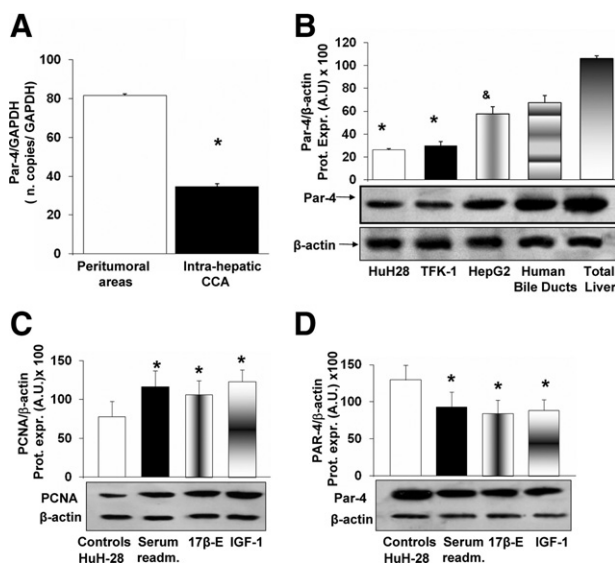 A
Par-4/GAPDH
( n. copies/ GAPDH)
100
80
60
40
20
0
*
Peritumoral
areas
Intra-hepatic
CCA
B
Par-4/β-actin
Prot. Expr. (A.U) x 100
120
100
80
60
40
20
0
*
*
&
Par-4
β-actin
HuH28
TFK-1
HepG2
Human
Bile Ducts
Total
Liver
C
PCNA/β-actin
Prot. expr. (A.U.)x100
150
100
50
0
*
*
*
PCNA
β-actin
Controls
HuH-28
Serum
readm.
17β-E
IGF-1
D
PAR-4/β-actin
Prot. expr. (A.U.) x 100
150
100
50
0
*
*
*
Par-4
β-actin
Controls
HuH-28
Serum
readm.
17β-E
IGF-1